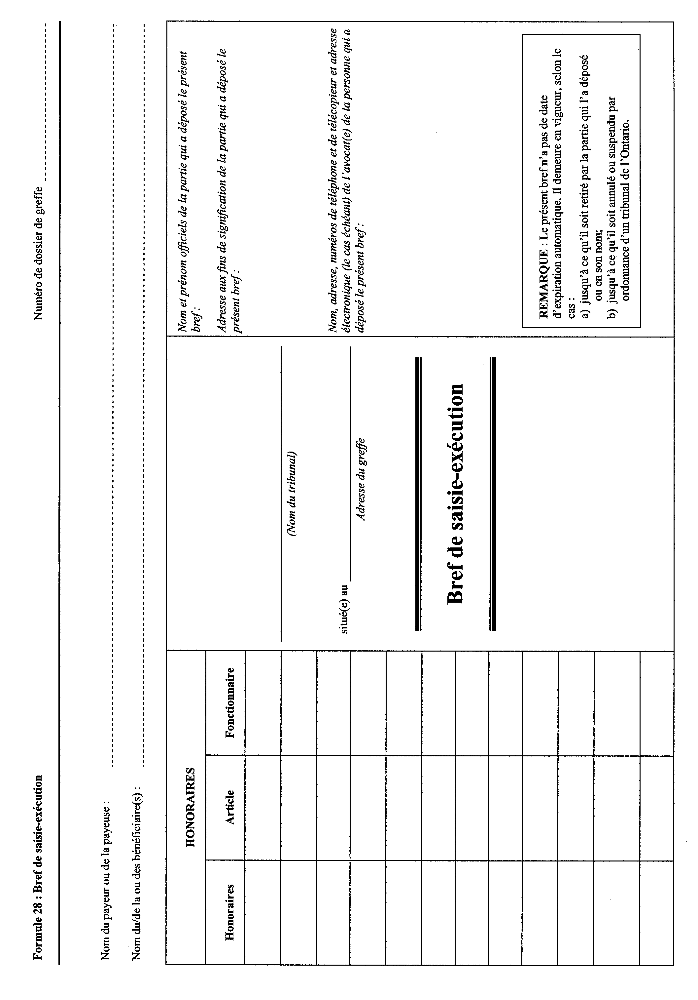 Formule 28 : Bref de saisie-exécution
Numéro de dossier de greffe
Nom du payeur ou de la payeuse :
Nom du/de la ou des bénéficiaire(s) :
HONORAIRES
Honoraires Article Fonctionnaire
(Nom du tribunal)
situé(e) au
Adresse du greffe
Bref de saisie-exécution
Nom et prénom officiels de la partie qui a déposé le présent
bref :
Adresse aux fins de signification de la partie qui a déposé le
présent bref :
Nom, adresse, numéros de téléphone et de télécopieur et adresse
électronique (le cas échéant) de l'avocat(e) de la personne qui a
déposé le présent bref :
REMARQUE : Le présent bref n'a pas de date
d'expiration automatique. Il demeure en vigueur, selon le
cas :
a) jusqu'à ce qu'il soit retiré par la partie qui l'a déposé
ou en son nom;
b) jusqu'à ce qu'il soit annulé ou suspendu par
ordonnance d'un tribunal de l'Ontario.